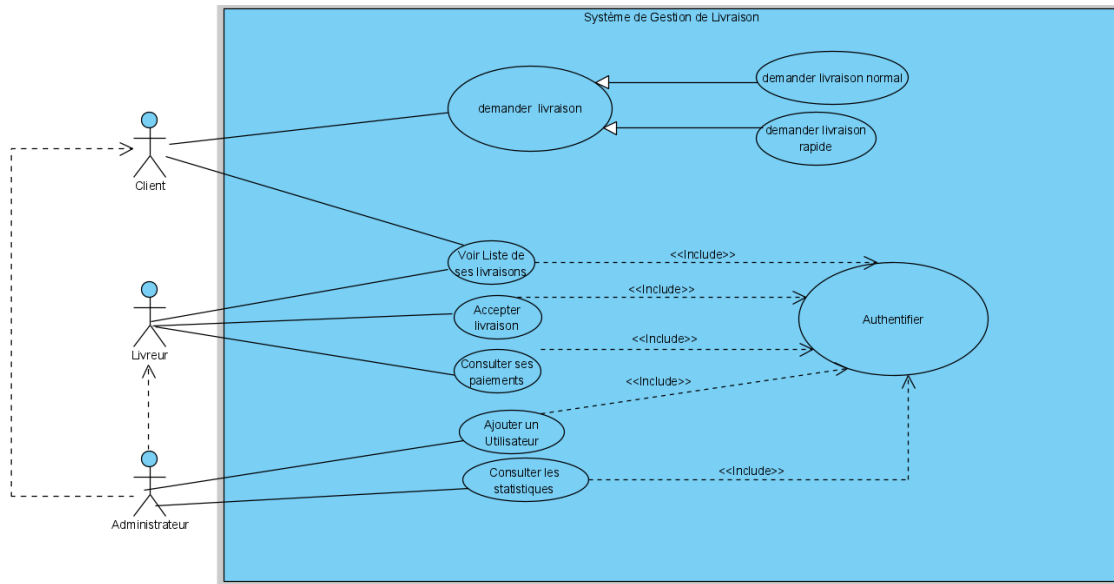 Système de Gestion de Livraison
demander livraison
demander livraison normal
demander livraison
rapide
Client
Voir Liste de
ses livraisons
<<Include>>
Accepter
livraison
<<Include>>
Authentifier
Livreur
Consulter ses
paiements
<<Include>>
<<Include>>
Ajouter un
Utilisateur
Consulter les
statistiques
<<Include>>
Administrateur